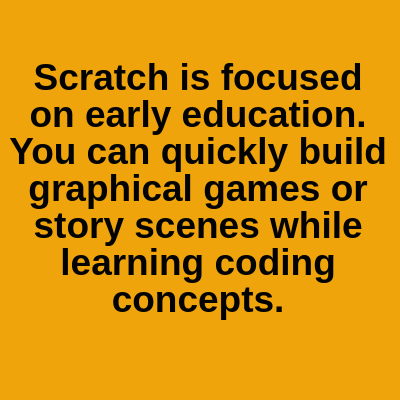 Scratch is focused
on early education.
You can quickly build
graphical games or
story scenes while
learning coding
concepts.